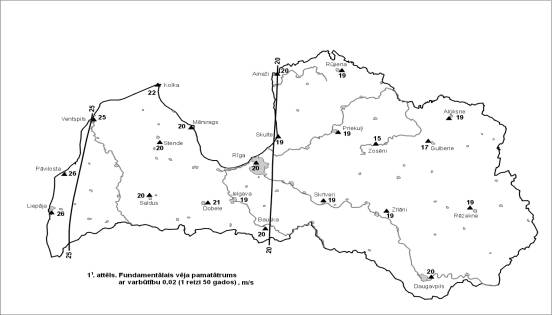 20
Ainaži 20
Rūjiena
19
Kolka
22
Alūksne
19
25
Ventspils 25
Mērsrags
20
Stende
20
Skulte
19
Priekuļi
19
15
Zosēni
17 Gulbene
Rīga
20
Pāvilosta
26
Liepāja
26
20
Saldus
21
Dobele
Jelgava
19
Skrīveri
19
Zīlāni
19
19
Rēzekne
Bauska
20
25
20
20
Daugavpils
1¹. attēls. Fundamentālais vēja pamatātrums
ar varbūtību 0,02 (1 reizi 50 gados), m/s